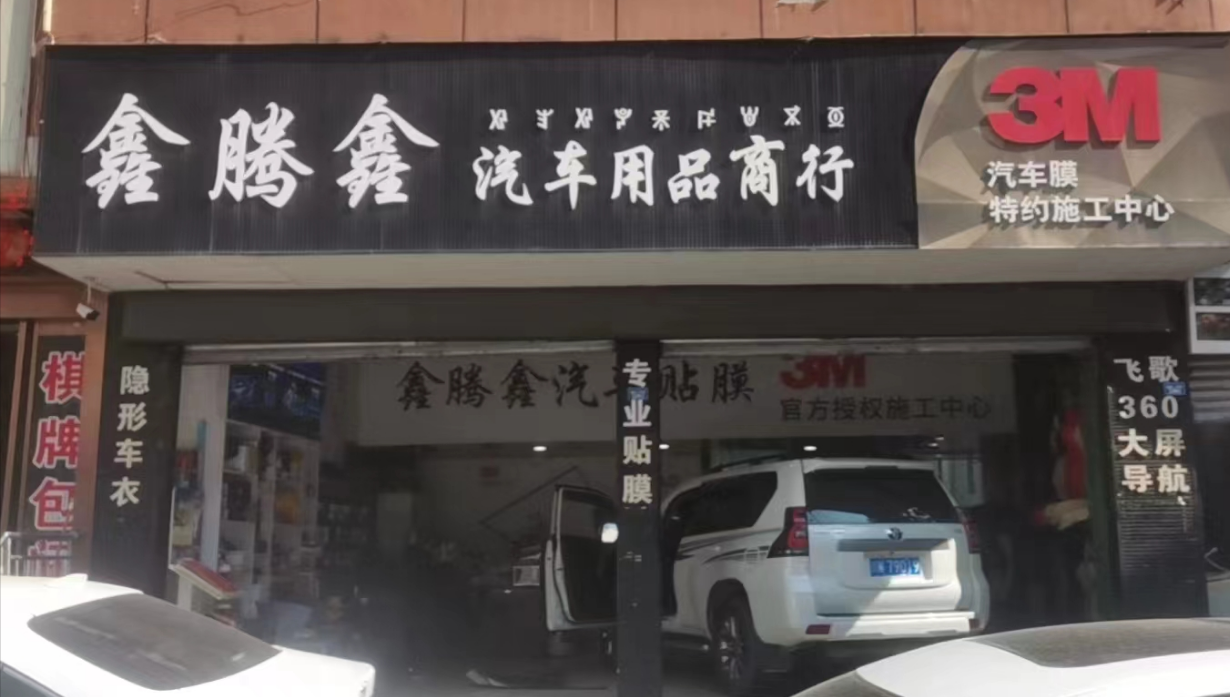 鑫腾鑫
汽车用品商行
3M
汽车膜
特约施工中心
棋牌包
隐形车衣
鑫腾鑫汽车贴膜
3M
官方授权施工中心
专业贴膜
飞歌
360
大屏
导航